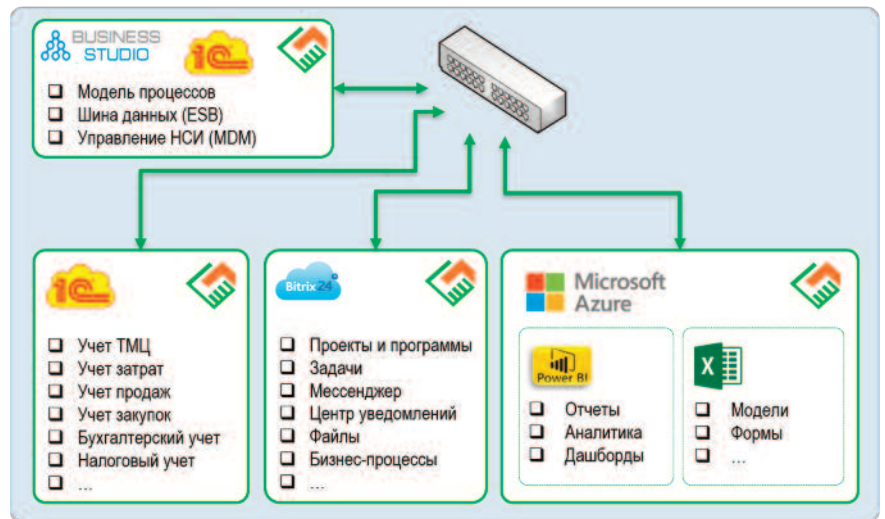 BUSINESS
STUDIO
1С
Модель процессов
Шина данных (ESB)
Управление НСИ (MDM)
1С
Учет ТМЦ
Учет затрат
Учет продаж
Учет закупок
Бухгалтерский учет
Налоговый учет
…
Bitrix24
Проекты и программы
Задачи
Мессенджер
Центр уведомлений
Файлы
Бизнес-процессы
…
Microsoft
Azure
Power BI
Отчеты
Аналитика
Дашборды
X
Модели
Формы
…